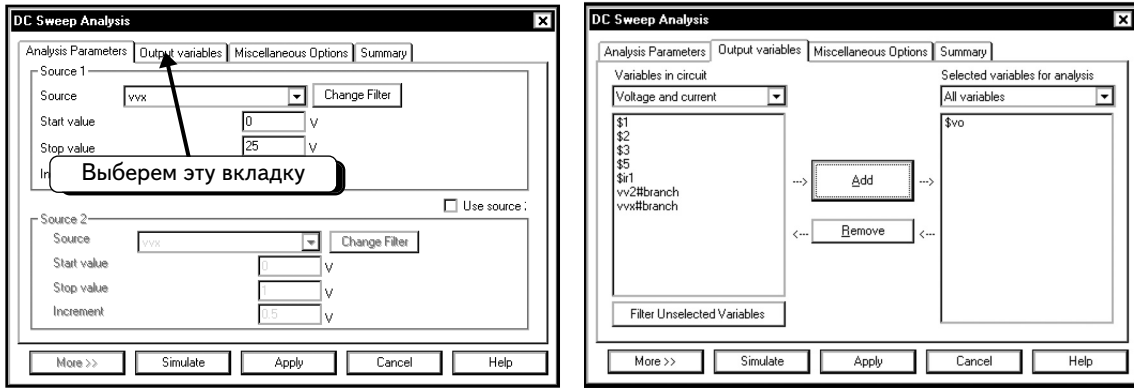 DC Sweep Analysis
Analysis Parameters Output variables Miscellaneous Options Summary
Source 1
Source vvx Change Filter
Start value 0 V
Stop value 25 V
In
Выберем эту вкладку
Use source
Source 2
Source vvx Change Filter
Start value 0 V
Stop value 1 V
Increment 0.5 V
More >> Simulate Apply Cancel Help
DC Sweep Analysis
Analysis Parameters Output variables Miscellaneous Options Summary
Variables in circuit Selected variables for analysis
Voltage and current All variables
$1 $vo
$2
$3
$5
$ir1
vv2#branch
vvx#branch
---> Add --->
<--- Remove <---
Filter Unselected Variables
More >> Simulate Apply Cancel Help